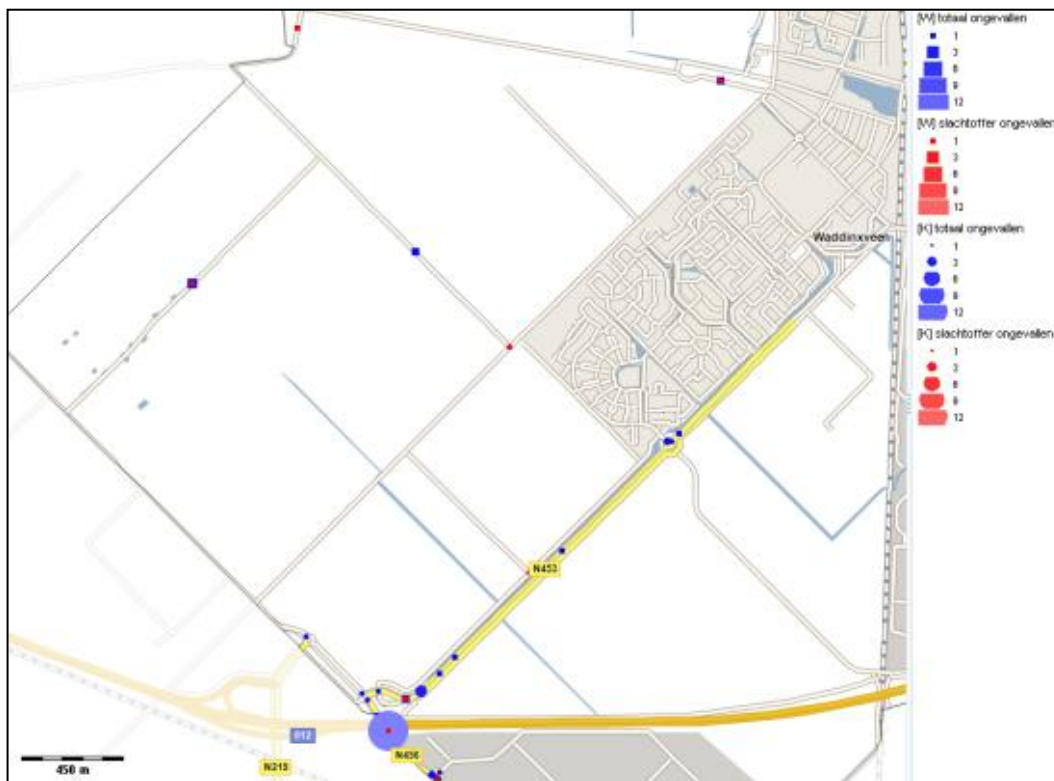 [W] totaal ongevallen
1
3
6
9
12
[W] slachtoffer ongevallen
1
3
6
9
12
[K] totaal ongevallen
1
3
6
9
12
[K] slachtoffer ongevallen
1
3
6
9
12
Waddinxveen
N453
N456
N219
450 m